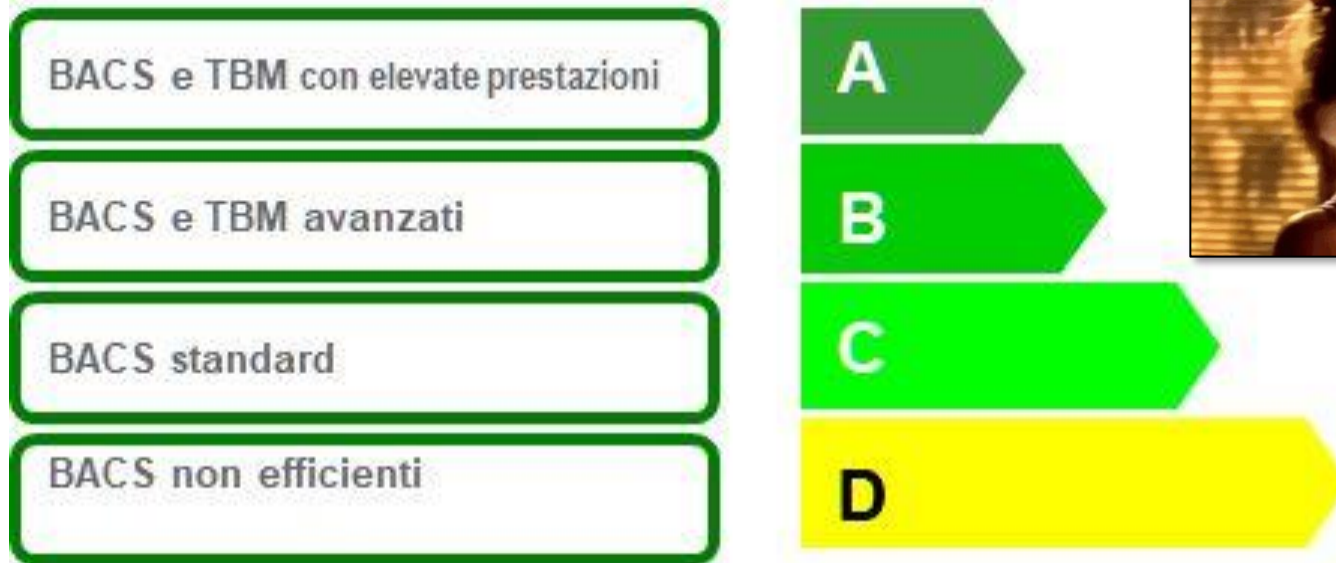 BACS e TBM con elevate prestazioni
A
BACS e TBM avanzati
B
BACS standard
C
BACS non efficienti
D